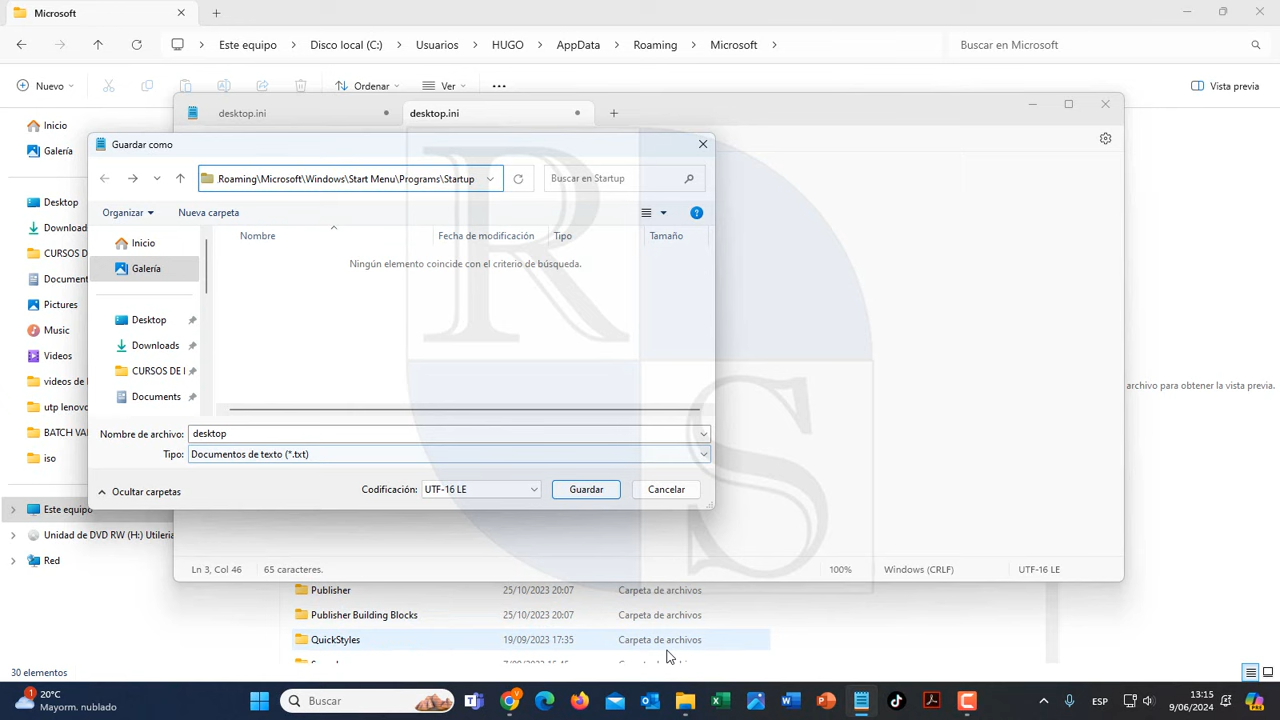 Microsoft
Este equipo > Disco local (C:) > Usuarios > HUGO > AppData > Roaming > Microsoft >
Buscar en Microsoft
Nuevo
Ordenar
Ver
Vista previa
Inicio
Galería
Desktop
Download
CURSOS D
Document
Pictures
Music
Videos
videos de
utp lenovo
BATCH VA
iso
Este equipo
Unidad de DVD RW (H:) Utileria
Red
desktop.ini
desktop.ini
Guardar como
Roaming\Microsoft\Windows\Start Menu\Programs\Startup
Buscar en Startup
Organizar
Nueva carpeta
Nombre
Fecha de modificación
Tipo
Tamaño
Ningún elemento coincide con el criterio de búsqueda.
Inicio
Galería
Desktop
Downloads
CURSOS DE
Documents
Nombre de archivo: desktop
Tipo: Documentos de texto (*.txt)
Ocultar carpetas
Codificación: UTF-16 LE
Guardar
Cancelar
R
S
archivo para obtener la vista previa.
Ln 3, Col 46
65 caracteres.
100%
Windows (CRLF)
UTF-16 LE
Publisher 25/10/2023 20:07 Carpeta de archivos
Publisher Building Blocks 25/10/2023 20:07 Carpeta de archivos
QuickStyles 19/09/2023 17:35 Carpeta de archivos
30 elementos
1
20°C
Mayorm. nublado
Buscar
ESP
13:15
9/06/2024